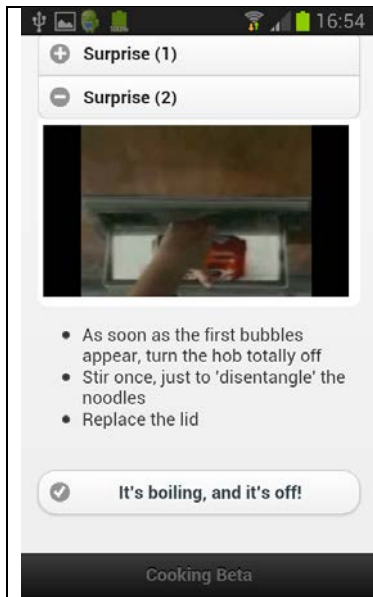 16:54
Surprise (1)
Surprise (2)
As soon as the first bubbles
appear, turn the hob totally off
Stir once, just to 'disentangle' the
noodles
Replace the lid
It's boiling, and it's off!
Cooking Beta